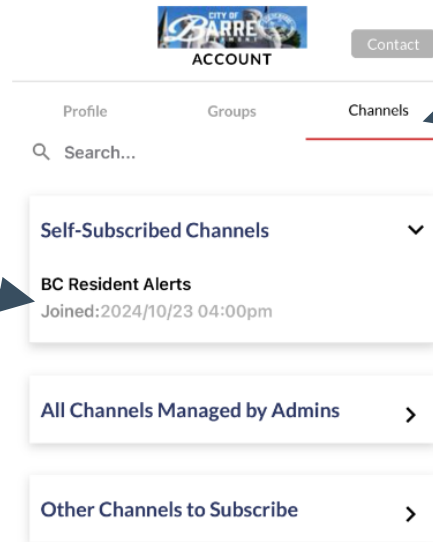 CITY OF
BARRE
ACCOUNT
Contact
Profile
Groups
Channels
Search...
Self-Subscribed Channels
BC Resident Alerts
Joined:2024/10/23 04:00pm
All Channels Managed by Admins
Other Channels to Subscribe